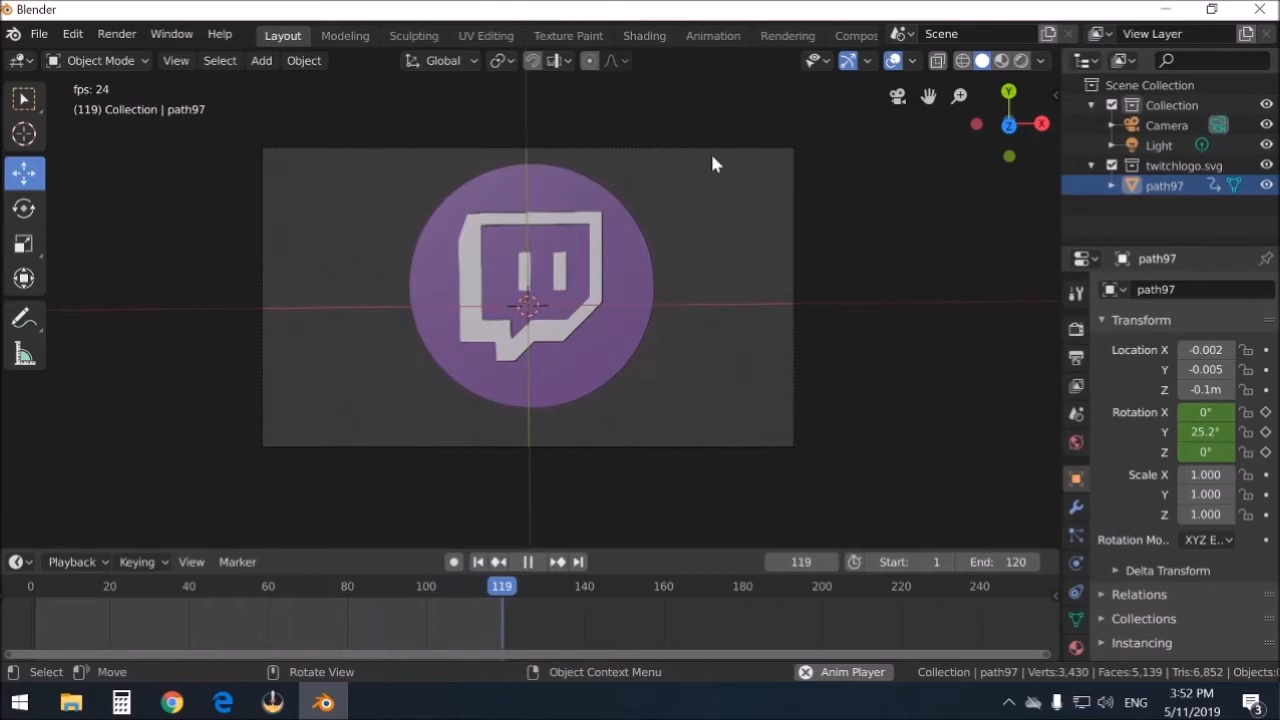 Blender
File Edit Render Window Help Layout Modeling Sculpting UV Editing Texture Paint Shading Animation Rendering Compos Scene View Layer
Object Mode View Select Add Object Global
fps: 24
(119) Collection | path97
Y
Z X
Scene Collection
Collection
Camera
Light
twitchlogo.svg
path97
path97
path97
Transform
Location X -0.002
Y -0.005
Z -0.1m
Rotation X 0°
Y 25.2°
Z 0°
Scale X 1.000
Y 1.000
Z 1.000
Rotation Mo.. XYZ E..
Delta Transform
Relations
Collections
Instancing
Playback Keying View Marker 119 Start: 1 End: 120
0 20 40 60 80 100 119 140 160 180 200 220 240
Select Move Rotate View Object Context Menu Anim Player Collection | path97 | Verts:3,430 | Faces:5,139 | Tris:6,852 | Objects:0
ENG
3:52 PM
5/11/2019
3